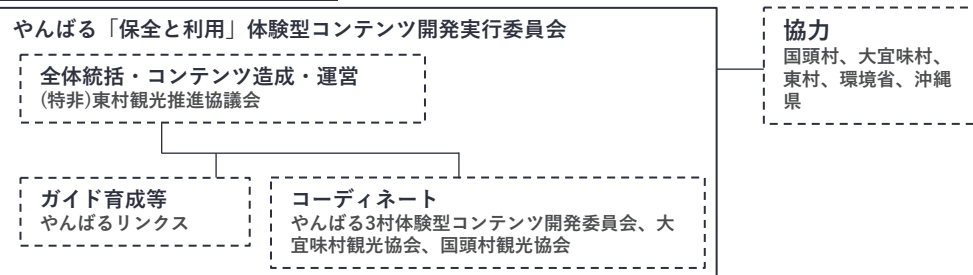 やんばる「保全と利用」体験型コンテンツ開発実行委員会
全体統括・コンテンツ造成・運営
(特非)東村観光推進協議会
ガイド育成等
やんばるリンクス
コーディネート
やんばる3村体験型コンテンツ開発委員会、大
宜味村観光協会、国頭村観光協会
協力
国頭村、大宜味村、
東村、環境省、沖縄
県